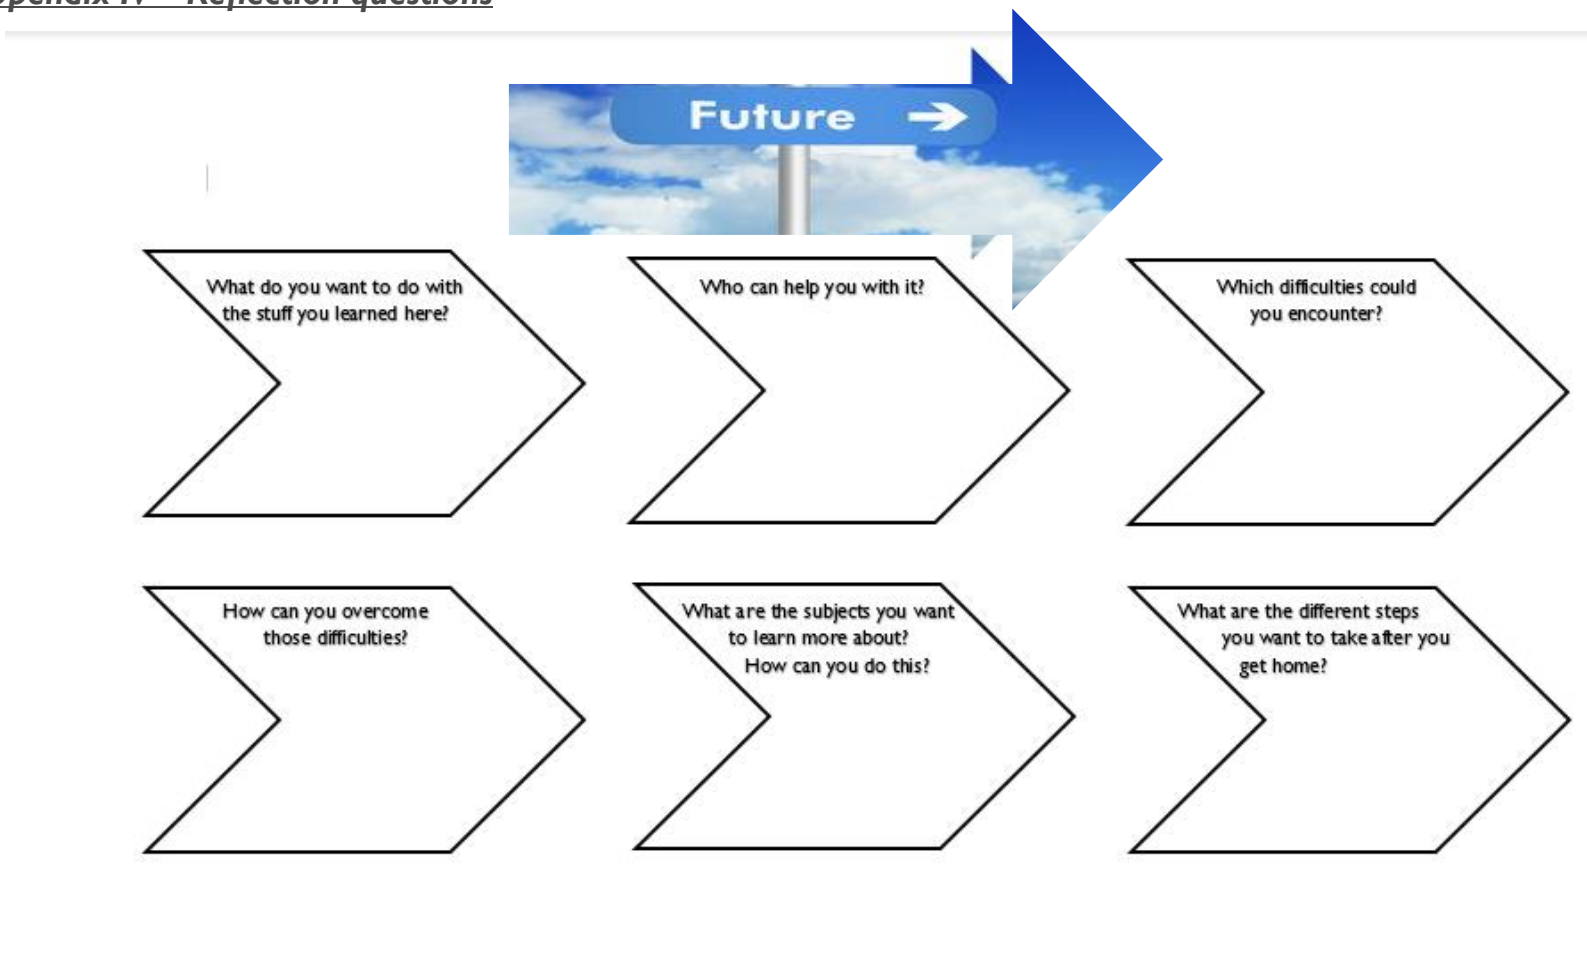 Reflection questions
Future
What do you want to do with
the stuff you learned here?
Who can help you with it?
Which difficulties could
you encounter?
How can you overcome
those difficulties?
What are the subjects you want
to learn more about?
How can you do this?
What are the different steps
you want to take after you
get home?